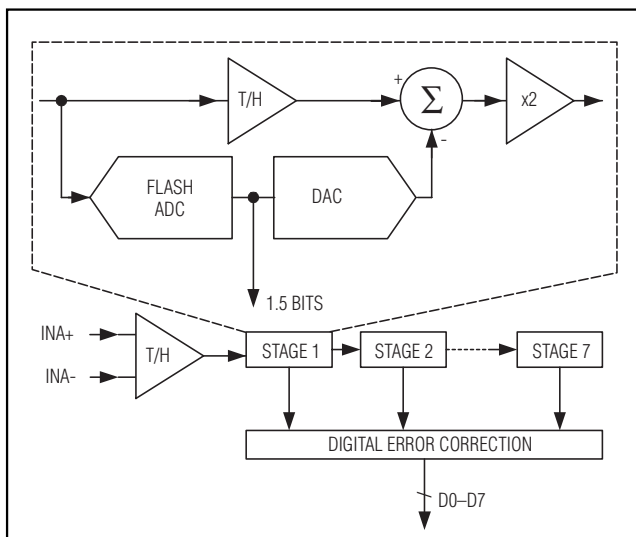 T/H
+
Σ
-
x2
FLASH
ADC
DAC
1.5 BITS
INA+
INA-
T/H
STAGE 1
STAGE 2
STAGE 7
DIGITAL ERROR CORRECTION
D0–D7